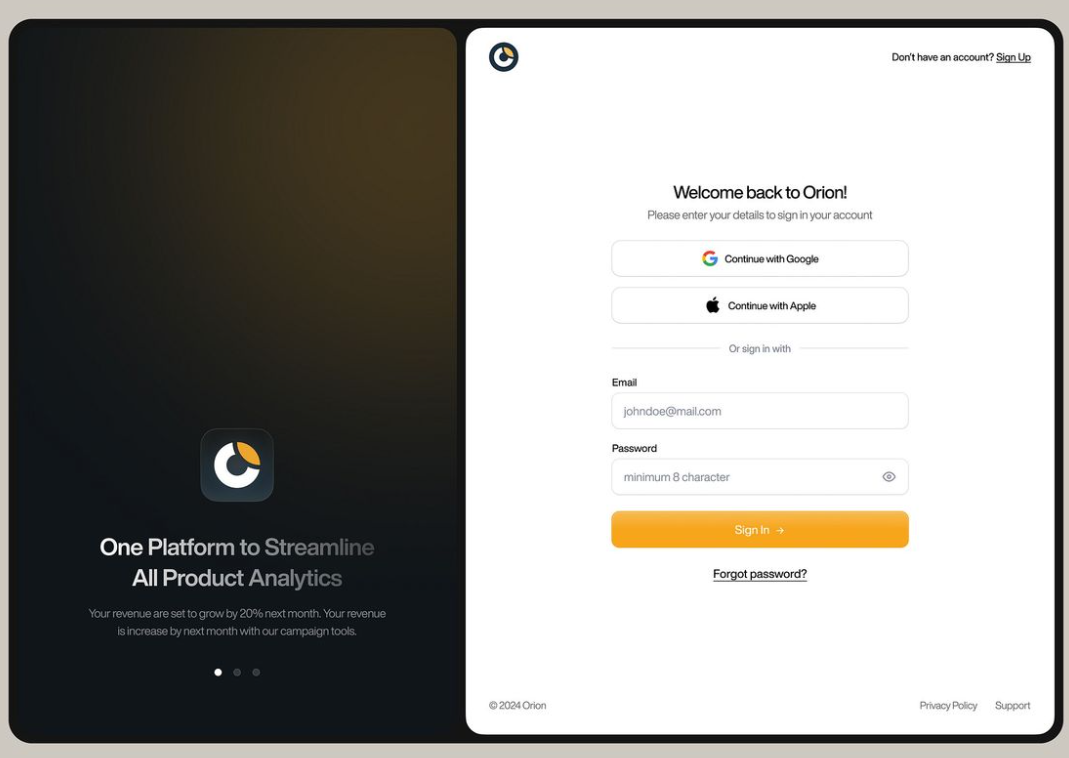 One Platform to Streamline
All Product Analytics
Your revenue are set to grow by 20% next month. Your revenue
is increase by next month with our campaign tools.
Don't have an account? Sign Up
Welcome back to Orion!
Please enter your details to sign in your account
Continue with Google
Continue with Apple
Or sign in with
Email
johndoe@mail.com
Password
minimum 8 character
Sign In →
Forgot password?
© 2024 Orion
Privacy Policy
Support